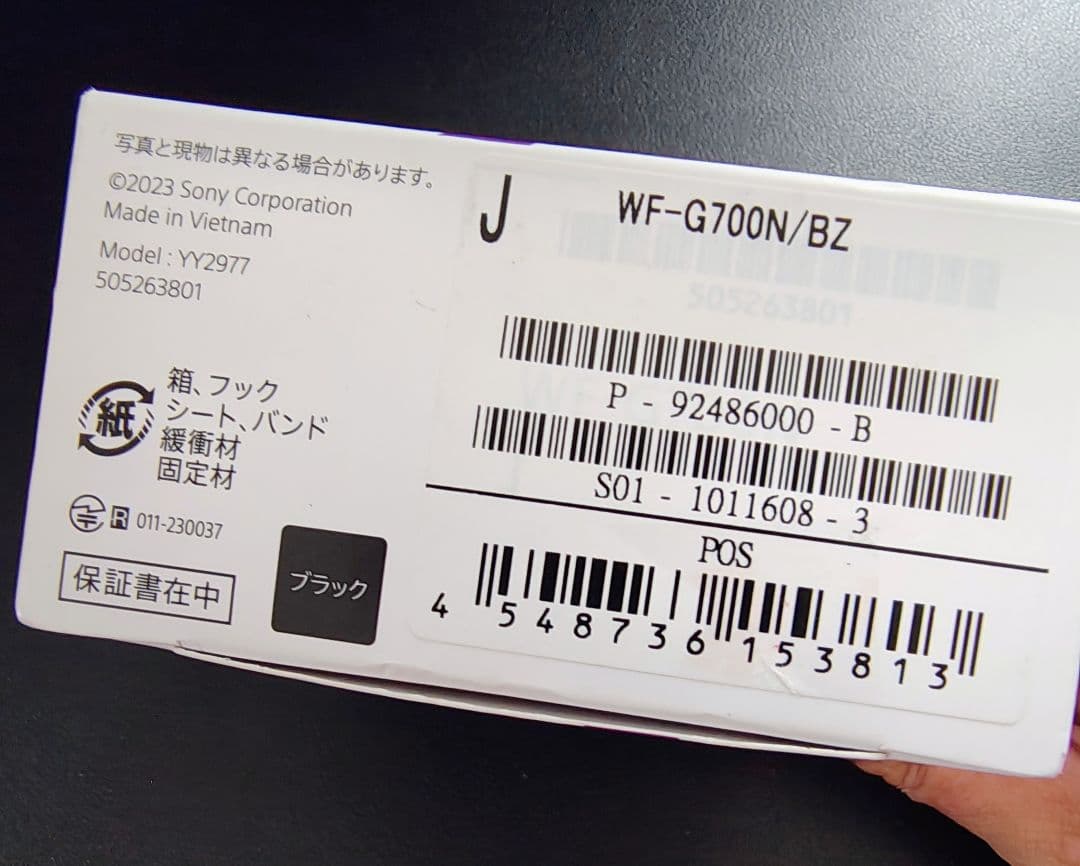 写真と現物は異なる場合があります。
©2023 Sony Corporation
Made in Vietnam
Model : YY2977
505263801
紙
箱、フック
シート、バンド
緩衝材
固定材
R 011-230037
保証書在中
ブラック
J
WF-G700N/BZ
505263801
P - 92486000 - B
S01 - 1011608 - 3
POS
4 548736 153813